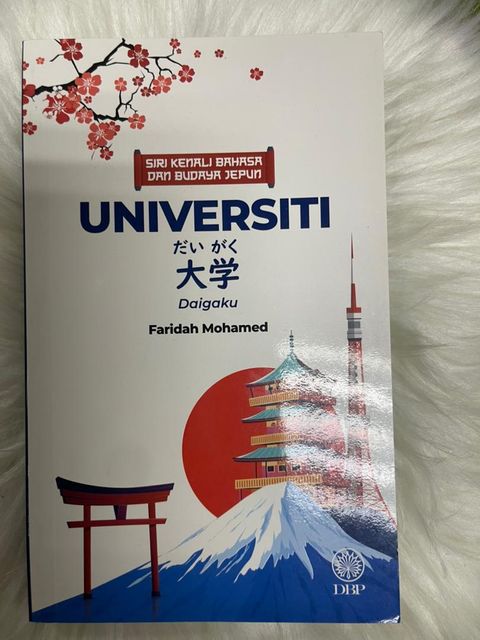 SIRI KENALI BAHASA
DAN BUDAYA JEPUN
UNIVERSITI
だい がく
大学
Daigaku
Faridah Mohamed
DBP